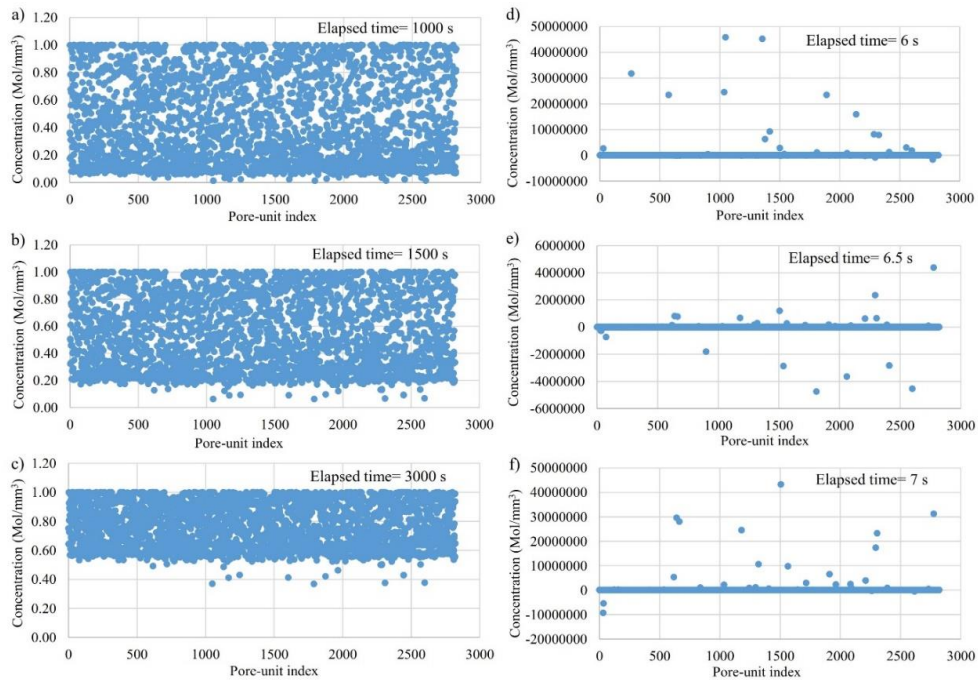 a)
Elapsed time= 1000 s
Concentration (Mol/mm³)
1.20
1.00
0.80
0.60
0.40
0.20
0.00
0 500 1000 1500 2000 2500 3000
Pore-unit index
b)
Elapsed time= 1500 s
Concentration (Mol/mm³)
1.20
1.00
0.80
0.60
0.40
0.20
0.00
0 500 1000 1500 2000 2500 3000
Pore-unit index
c)
Elapsed time= 3000 s
Concentration (Mol/mm³)
1.20
1.00
0.80
0.60
0.40
0.20
0.00
0 500 1000 1500 2000 2500 3000
Pore-unit index
d)
Elapsed time= 6 s
Concentration (Mol/mm³)
50000000
40000000
30000000
20000000
10000000
0
-10000000
0 500 1000 1500 2000 2500 3000
Pore-unit index
e)
Elapsed time= 6.5 s
Concentration (Mol/mm³)
6000000
4000000
2000000
0
-2000000
-4000000
-6000000
0 500 1000 1500 2000 2500 3000
Pore-unit index
f)
Elapsed time= 7 s
Concentration (Mol/mm³)
50000000
40000000
30000000
20000000
10000000
0
-10000000
-20000000
0 500 1000 1500 2000 2500 3000
Pore-unit index